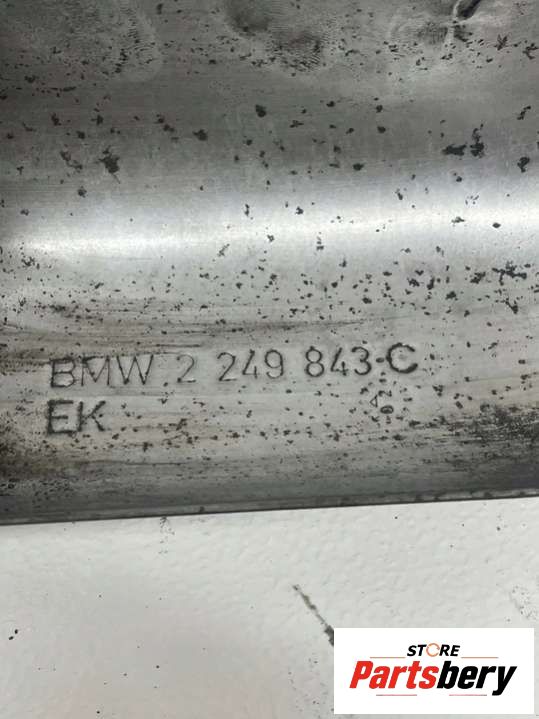 BMW 2 249 843-C
EK
STORE
Partsbery